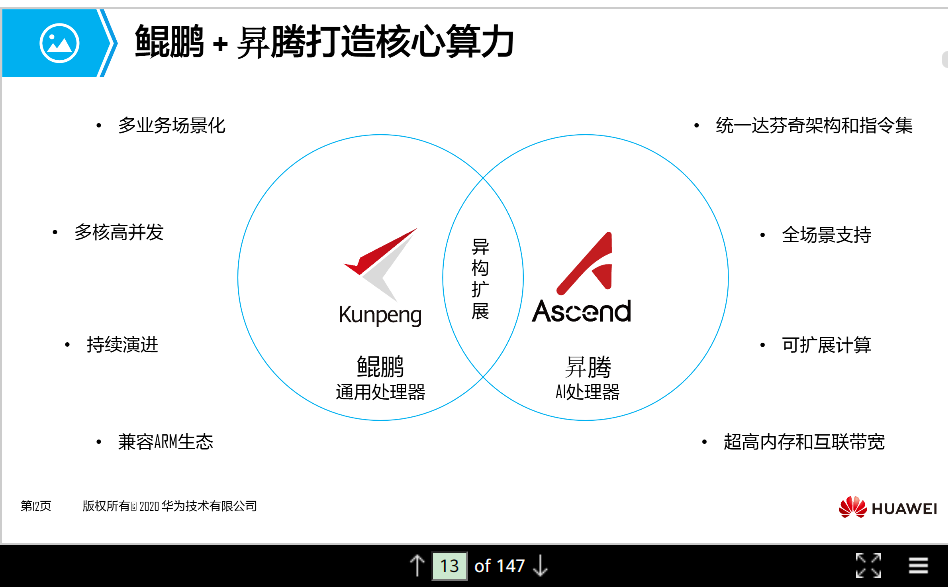 鲲鹏 + 昇腾打造核心算力
• 多业务场景化
• 多核高并发
• 持续演进
• 兼容ARM生态
Kunpeng
鲲鹏
通用处理器
异
构
扩
展
Ascend
昇腾
AI处理器
• 统一达芬奇架构和指令集
• 全场景支持
• 可扩展计算
• 超高内存和互联带宽
第12页
版权所有© 2020 华为技术有限公司
HUAWEI
13 of 147